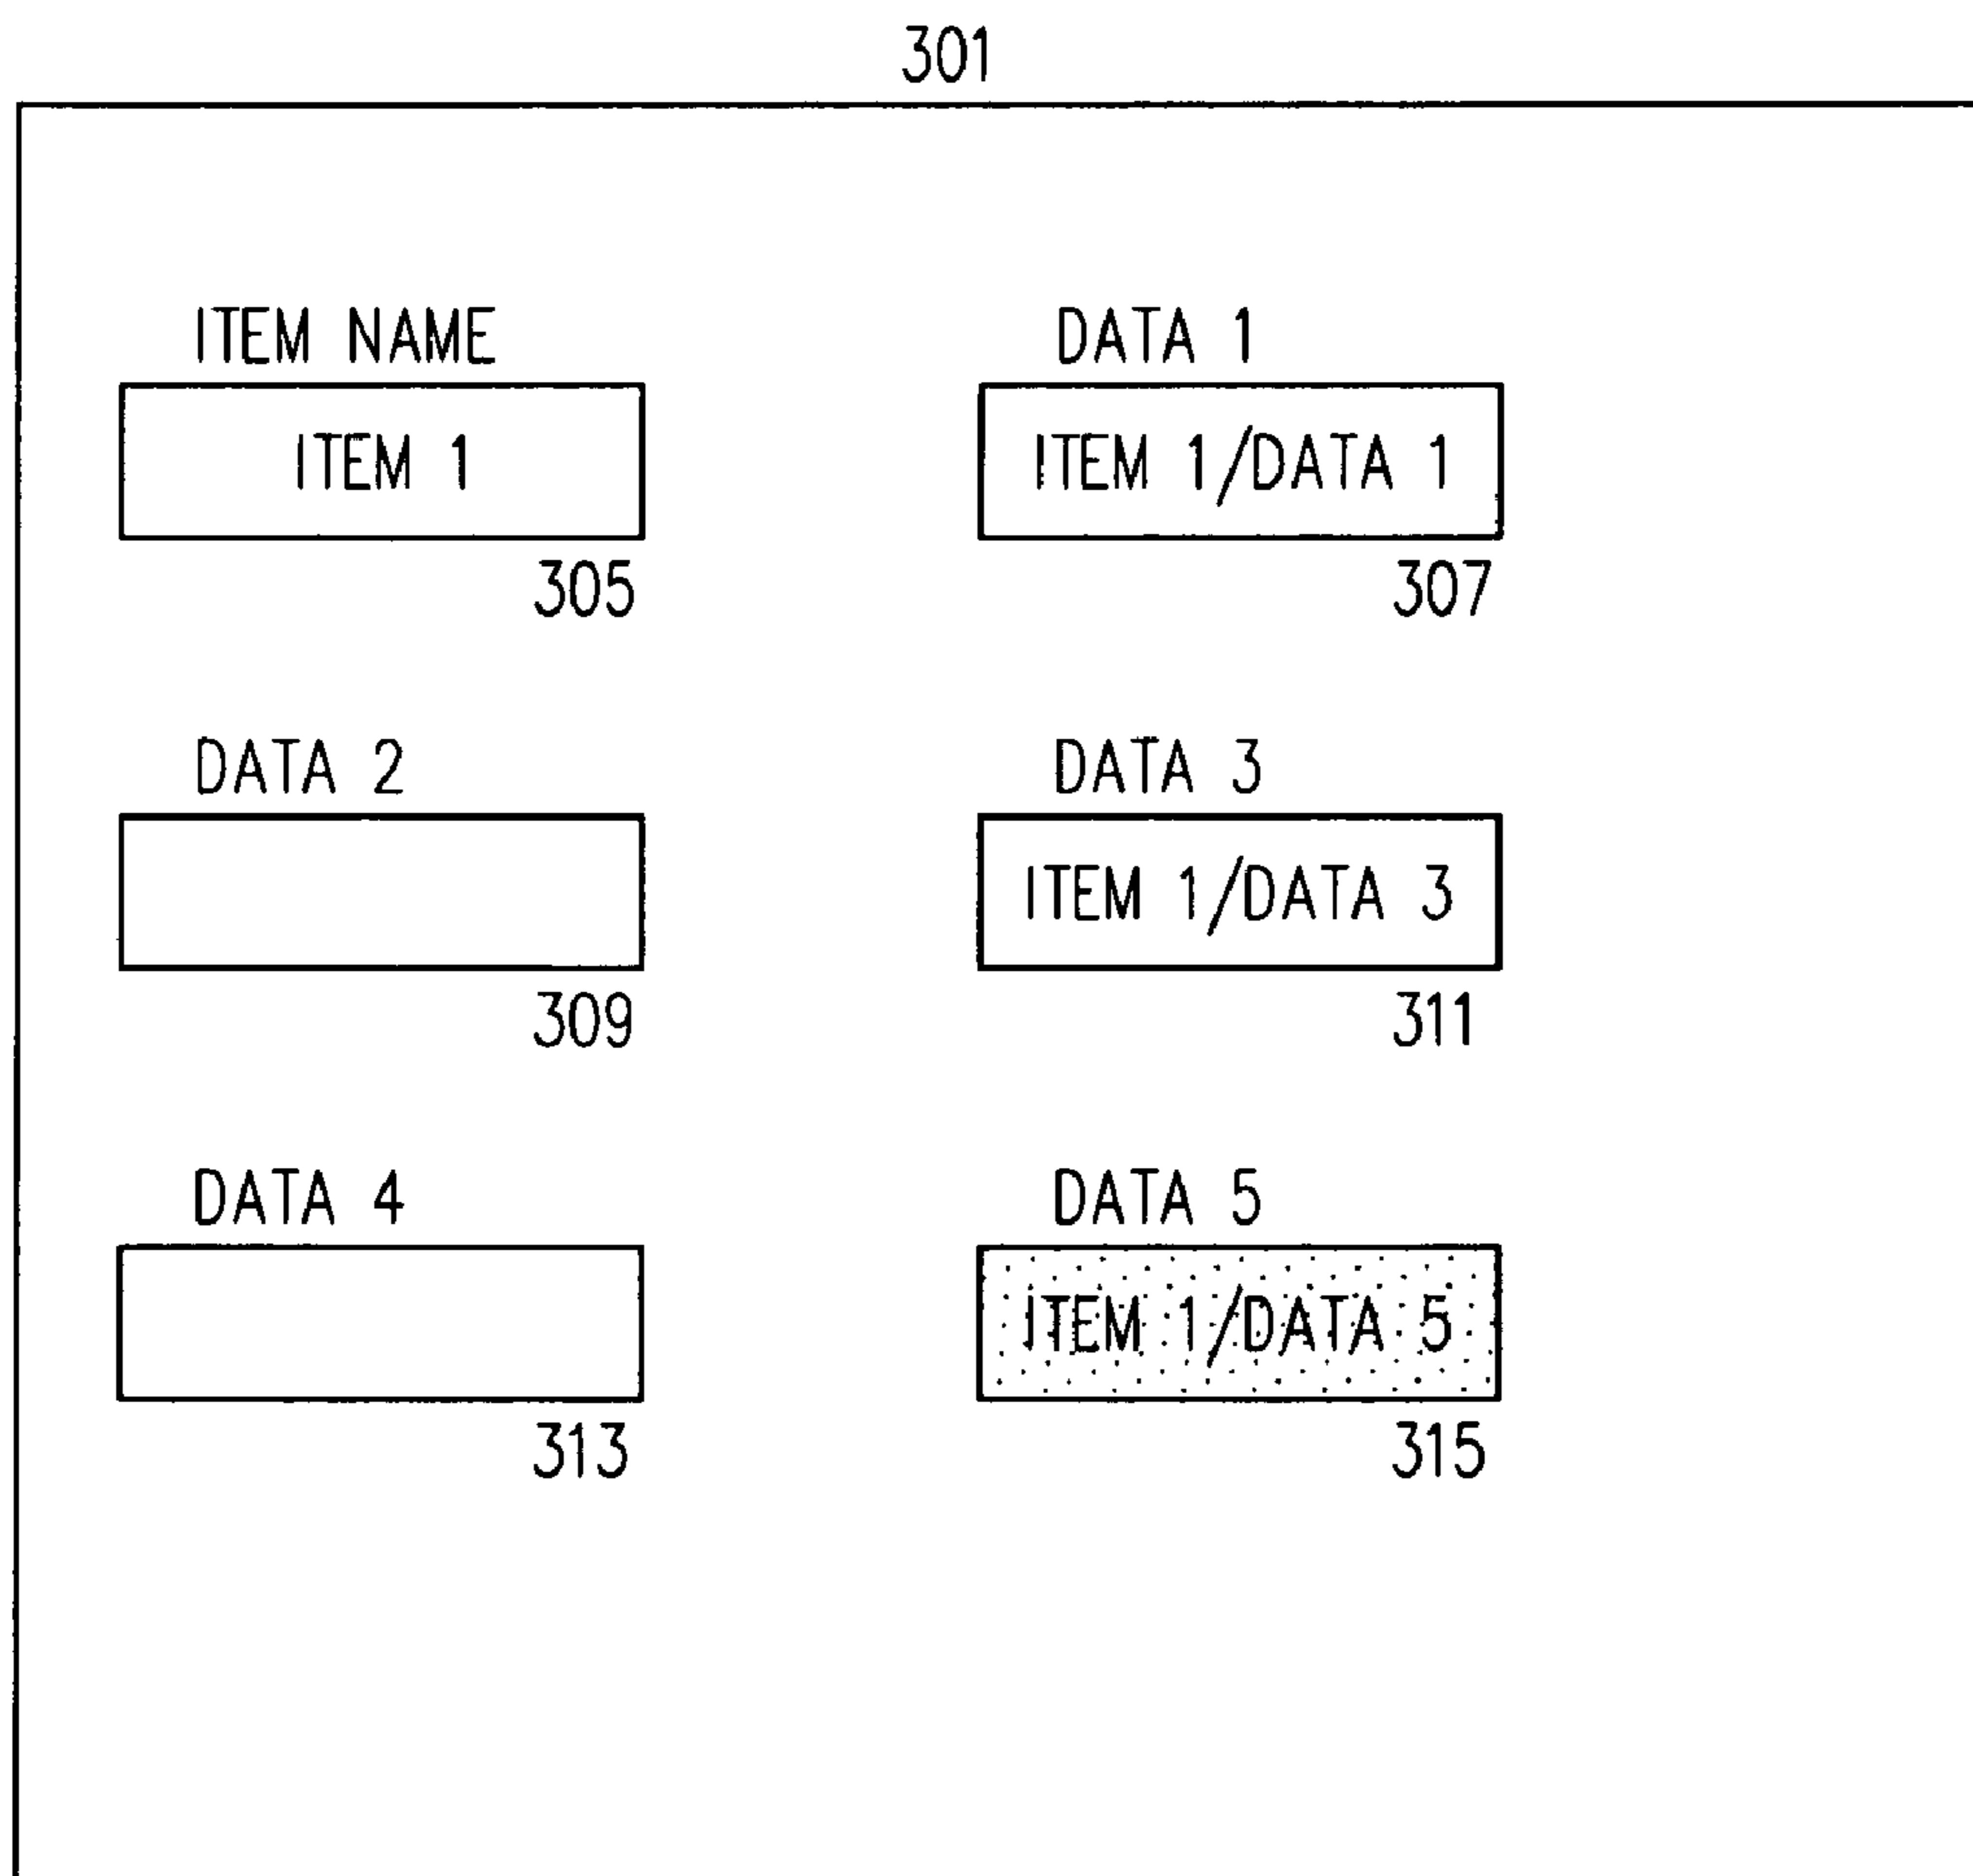 301
ITEM NAME DATA 1
ITEM 1 ITEM 1/DATA 1
305 307
DATA 2 DATA 3
ITEM 1/DATA 3
309 311
DATA 4 DATA 5
ITEM 1/DATA 5
313 315